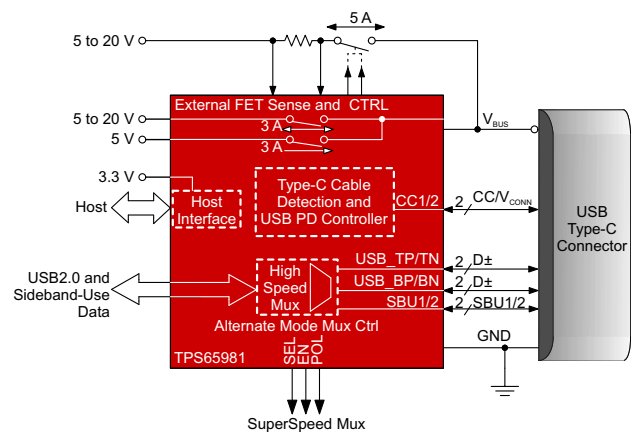 5 A
5 to 20 V
External FET Sense and CTRL
5 to 20 V
3 A
5 V
3 A
VBUS
3.3 V
Host
Host
Interface
Type-C Cable
Detection and
USB PD Controller
CC1/2
2
CC/VCONN
USB
Type-C
Connector
USB2.0 and
Sideband-Use
Data
High
Speed
Mux
USB_TP/TN
2
D±
USB_BP/BN
2
D±
SBU1/2
2
SBU1/2
Alternate Mode Mux Ctrl
GND
TPS65981
SEL
EN
POL
SuperSpeed Mux